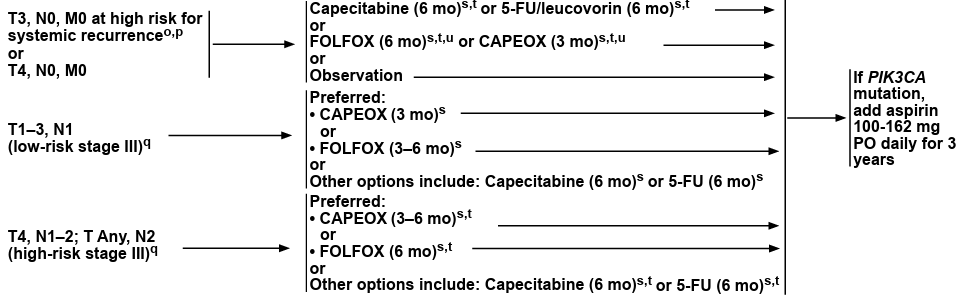 T3, N0, M0 at high risk for
systemic recurrenceᵒ,ᵖ
or
T4, N0, M0
Capecitabine (6 mo)ˢ,ᵗ or 5-FU/leucovorin (6 mo)ˢ,ᵗ
or
FOLFOX (6 mo)ˢ,ᵗ,ᵘ or CAPEOX (3 mo)ˢ,ᵗ,ᵘ
or
Observation
T1–3, N1
(low-risk stage III)q
Preferred:
• CAPEOX (3 mo)ˢ
or
• FOLFOX (3–6 mo)ˢ
or
Other options include: Capecitabine (6 mo)ˢ or 5-FU (6 mo)ˢ
T4, N1–2; T Any, N2
(high-risk stage III)q
Preferred:
• CAPEOX (3–6 mo)ˢ,ᵗ
or
• FOLFOX (6 mo)ˢ,ᵗ
or
Other options include: Capecitabine (6 mo)ˢ,ᵗ or 5-FU (6 mo)ˢ,ᵗ
If PIK3CA
mutation,
add aspirin
100-162 mg
PO daily for 3
years